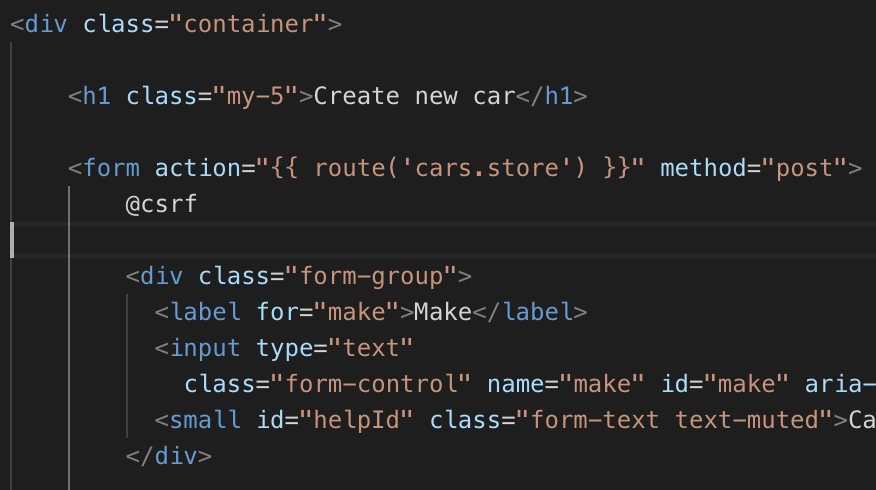 <div class="container">
<h1 class="my-5">Create new car</h1>
<form action="{{ route('cars.store') }}" method="post">
@csrf
<div class="form-group">
<label for="make">Make</label>
<input type="text"
class="form-control" name="make" id="make" aria-
<small id="helpId" class="form-text text-muted">Ca
</div>